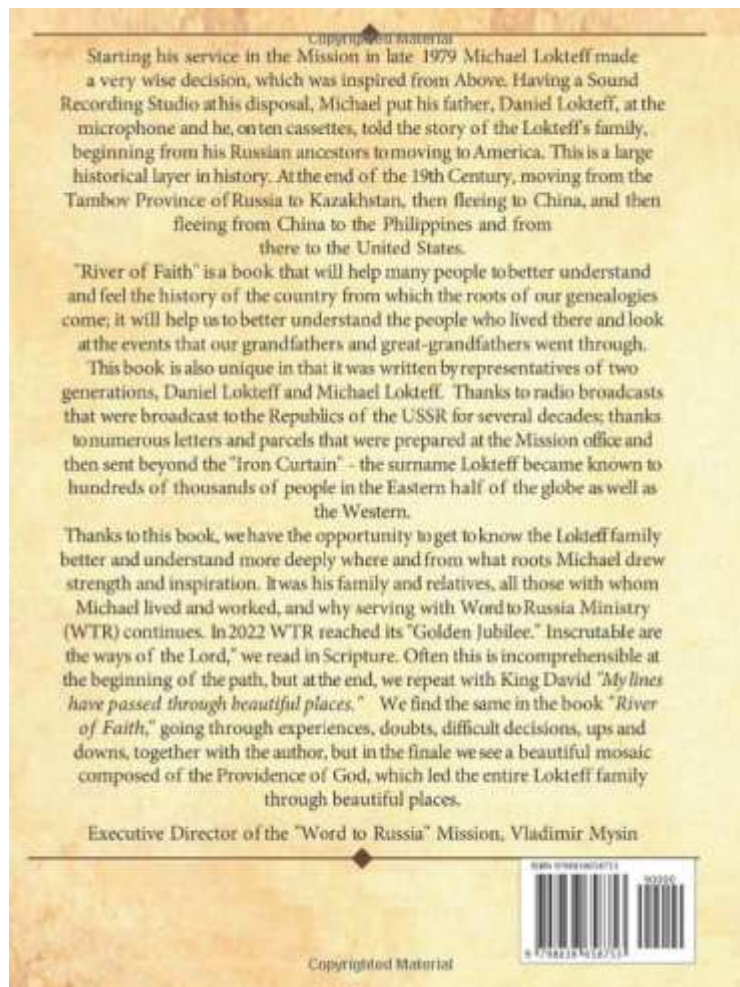 Copyrighted Material
Starting his service in the Mission in late 1979 Michael Lokteff made
a very wise decision, which was inspired from Above. Having a Sound
Recording Studio at his disposal, Michael put his father, Daniel Lokteff, at the
microphone and he, on ten cassettes, told the story of the Lokteff's family,
beginning from his Russian ancestors to moving to America. This is a large
historical layer in history. At the end of the 19th Century, moving from the
Tambov Province of Russia to Kazakhstan, then fleeing to China, and then
fleeing from China to the Philippines and from
there to the United States.
"River of Faith" is a book that will help many people to better understand
and feel the history of the country from which the roots of our genealogies
come; it will help us to better understand the people who lived there and look
at the events that our grandfathers and great-grandfathers went through.
This book is also unique in that it was written by representatives of two
generations, Daniel Lokteff and Michael Lokteff. Thanks to radio broadcasts
that were broadcast to the Republics of the USSR for several decades; thanks
to numerous letters and parcels that were prepared at the Mission office and
then sent beyond the "Iron Curtain" - the surname Lokteff became known to
hundreds of thousands of people in the Eastern half of the globe as well as
the Western.
Thanks to this book, we have the opportunity to get to know the Lokteff family
better and understand more deeply where and from what roots Michael drew
strength and inspiration. It was his family and relatives, all those with whom
Michael lived and worked, and why serving with Word to Russia Ministry
(WTR) continues. In 2022 WTR reached its "Golden Jubilee." Inscrutable are
the ways of the Lord," we read in Scripture. Often this is incomprehensible at
the beginning of the path, but at the end, we repeat with King David "My lines
have passed through beautiful places." We find the same in the book "River
of Faith," going through experiences, doubts, difficult decisions, ups and
downs, together with the author, but in the finale we see a beautiful mosaic
composed of the Providence of God, which led the entire Lokteff family
through beautiful places.
Executive Director of the "Word to Russia" Mission, Vladimir Mysin
ISBN
90000
Copyrighted Material